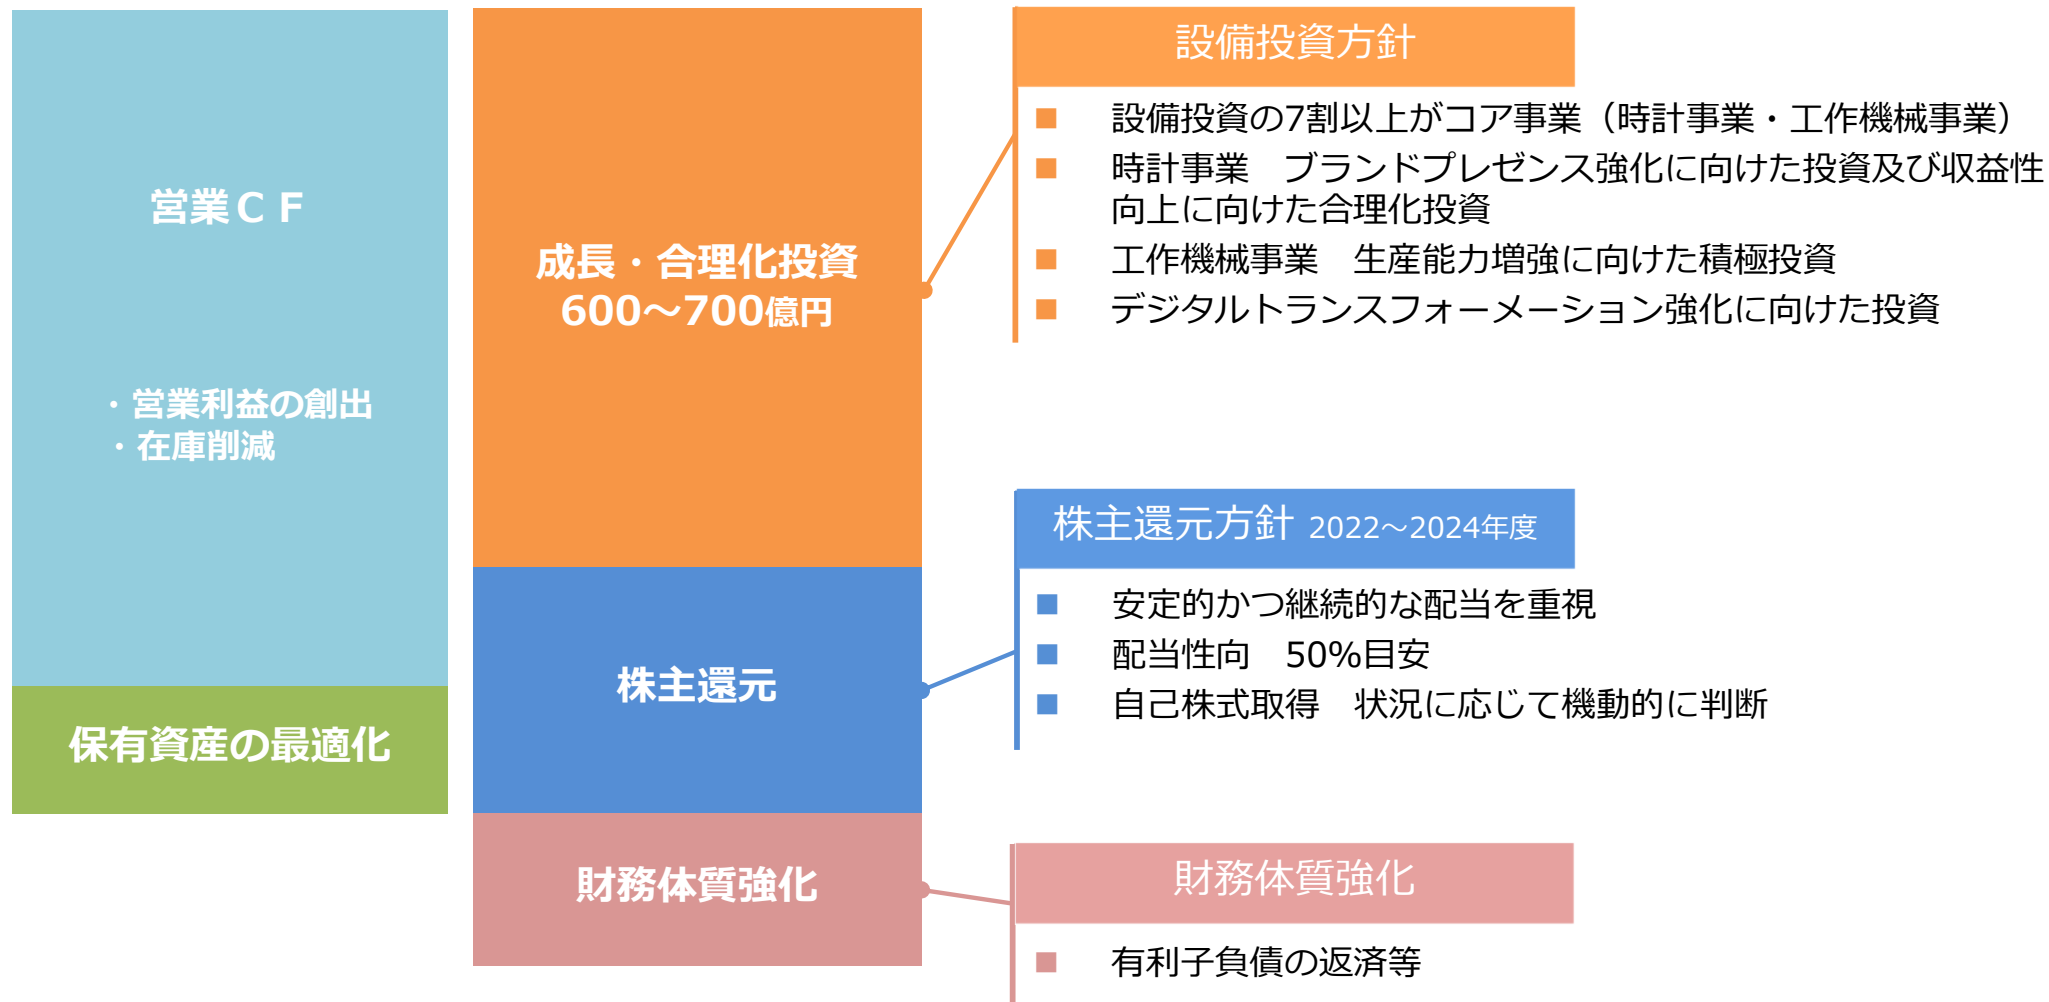 営業ＣＦ
・営業利益の創出
・在庫削減
保有資産の最適化
成長・合理化投資
600～700億円
株主還元
財務体質強化
設備投資方針
■ 設備投資の7割以上がコア事業（時計事業・工作機械事業）
■ 時計事業　ブランドプレゼンス強化に向けた投資及び収益性
向上に向けた合理化投資
■ 工作機械事業　生産能力増強に向けた積極投資
■ デジタルトランスフォーメーション強化に向けた投資
株主還元方針 2022～2024年度
■ 安定的かつ継続的な配当を重視
■ 配当性向　50%目安
■ 自己株式取得　状況に応じて機動的に判断
財務体質強化
■ 有利子負債の返済等